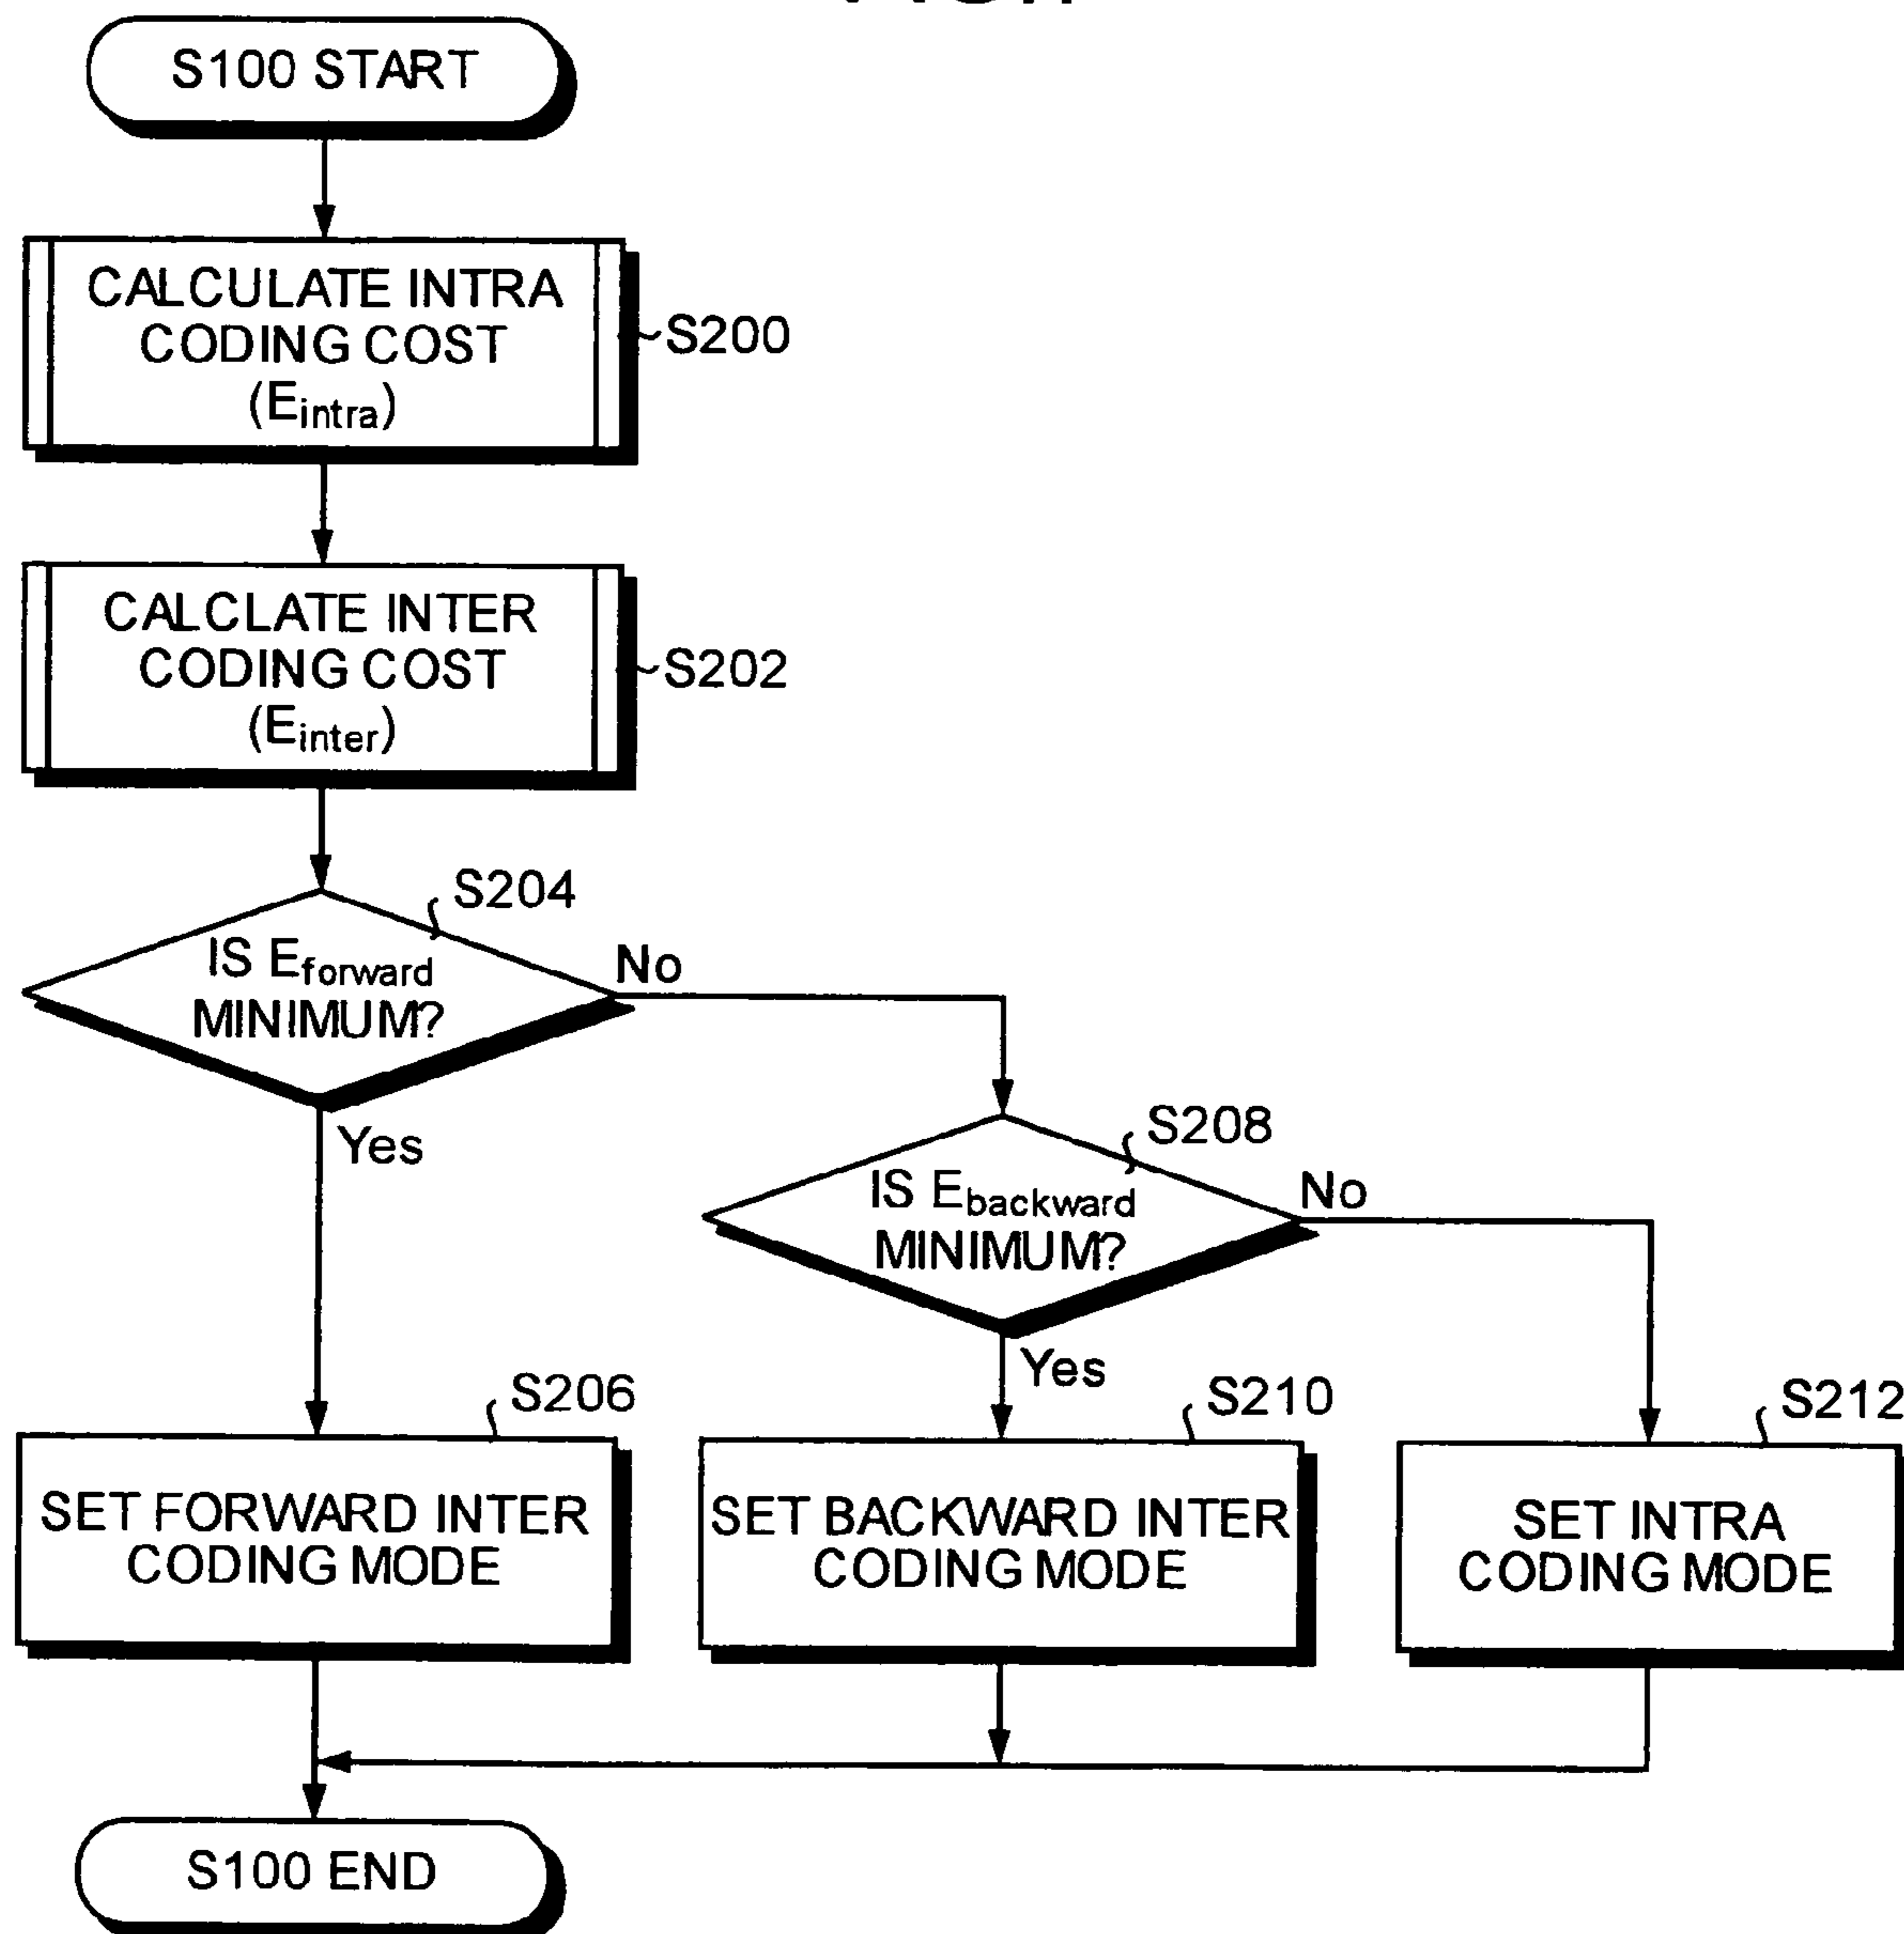 S100 START
CALCULATE INTRA
CODING COST
(Eintra)
S200
CALCLATE INTER
CODING COST
(Einter)
S202
S204
IS Eforward
MINIMUM?
No
Yes
S208
IS Ebackward
MINIMUM?
No
Yes
S206
SET FORWARD INTER
CODING MODE
S210
SET BACKWARD INTER
CODING MODE
S212
SET INTRA
CODING MODE
S100 END